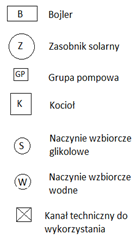 B Bojler
Z Zasobnik solarny
GP Grupa pompowa
K Kocioł
S Naczynie wzbiorcze
glikolowe
W Naczynie wzbiorcze
wodne
Kanał techniczny do
wykorzystania